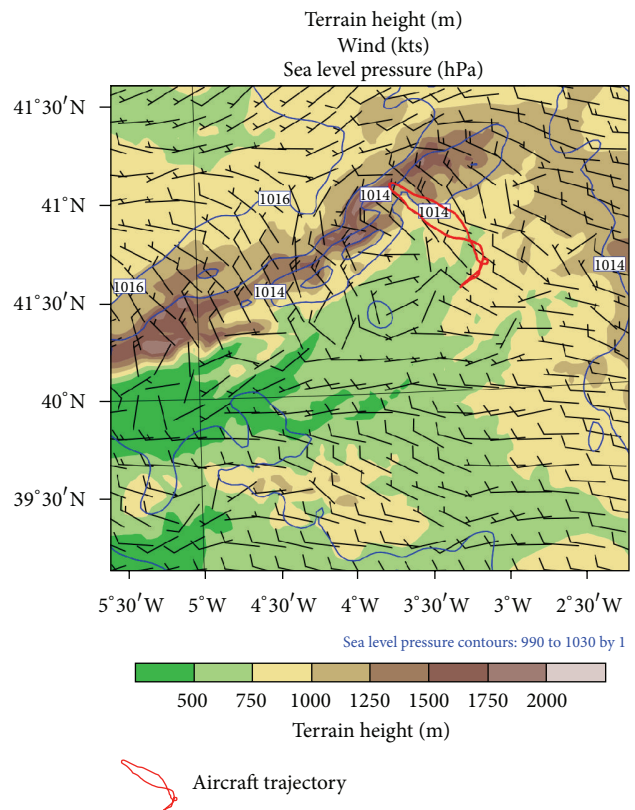 Terrain height (m)
Wind (kts)
Sea level pressure (hPa)
41°30′N
41°N
41°30′N
40°N
39°30′N
1016
1014
1014
1016
1014
1014
5°30′W 5°W 4°30′W 4°W 3°30′W 3°W 2°30′W
Sea level pressure contours: 990 to 1030 by 1
500 750 1000 1250 1500 1750 2000
Terrain height (m)
Aircraft trajectory